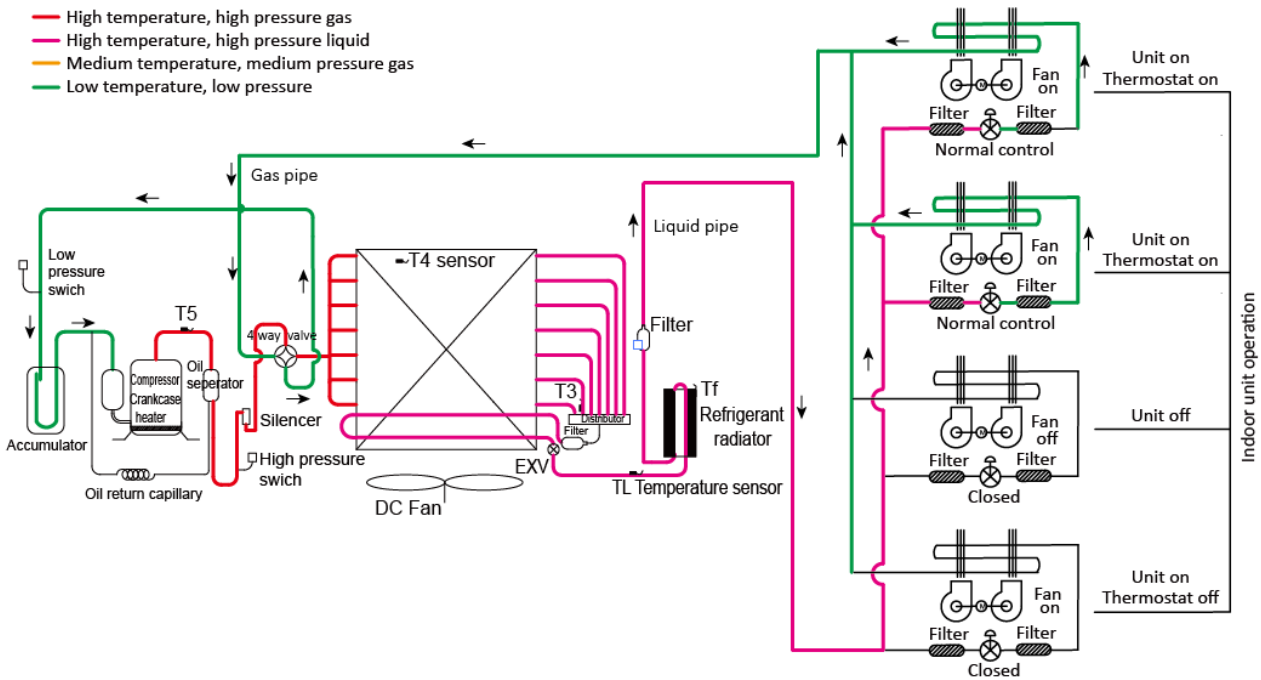 High temperature, high pressure gas
High temperature, high pressure liquid
Medium temperature, medium pressure gas
Low temperature, low pressure
Gas pipe
Low
pressure
swich
T5
4 way valve
T4 sensor
Liquid pipe
Filter
Oil
seperator
Compressor
Crankcase
heater
Accumulator
Silencer
High pressure
swich
Oil return capillary
DC Fan
T3
Distributor
Filter
EXV
TL Temperature sensor
Tf
Refrigerant
radiator
Fan
on
M
Filter
Filter
Normal control
Unit on
Thermostat on
Fan
on
M
Filter
Filter
Normal control
Unit on
Thermostat on
Fan
off
M
Filter
Filter
Closed
Unit off
Fan
on
M
Filter
Filter
Closed
Unit on
Thermostat off
Indoor unit operation